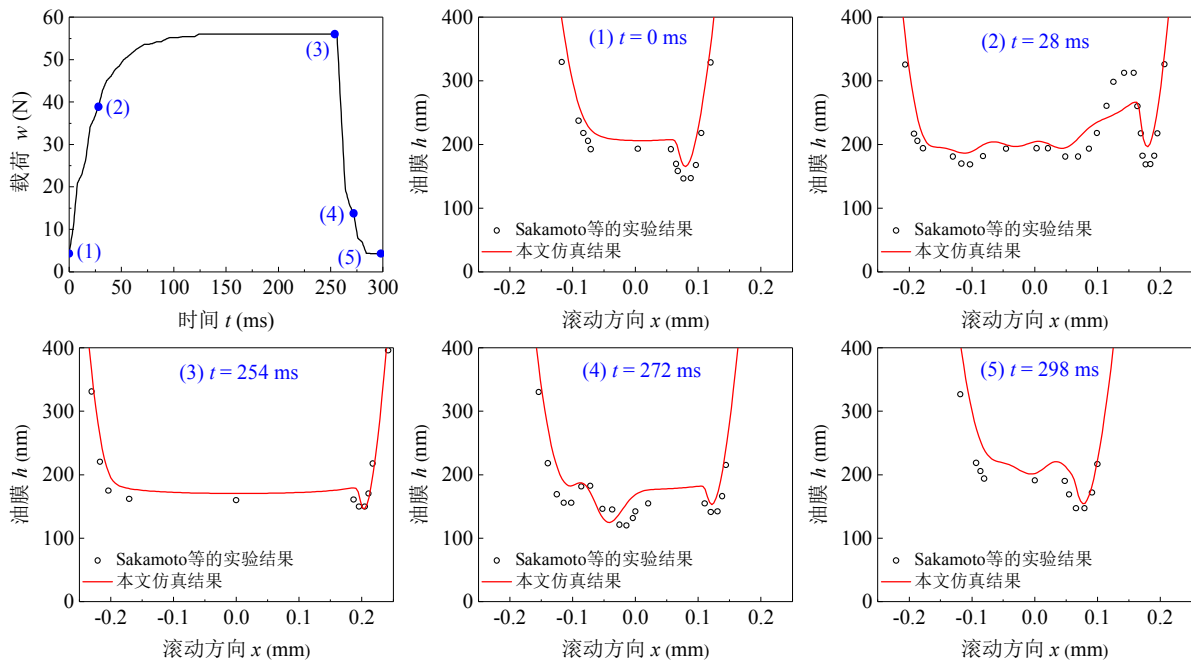 60
50
40
30
20
10
0
载荷 w (N)
(1)
(2)
(3)
(4)
(5)
0 50 100 150 200 250 300
时间 t (ms)
400
300
200
100
0
油膜 h (nm)
(1) t = 0 ms
Sakamoto等的实验结果
本文仿真结果
-0.2 -0.1 0.0 0.1 0.2
滚动方向 x (mm)
400
300
200
100
0
油膜 h (nm)
(2) t = 28 ms
Sakamoto等的实验结果
本文仿真结果
-0.2 -0.1 0.0 0.1 0.2
滚动方向 x (mm)
400
300
200
100
0
油膜 h (nm)
(3) t = 254 ms
Sakamoto等的实验结果
本文仿真结果
-0.2 -0.1 0.0 0.1 0.2
滚动方向 x (mm)
400
300
200
100
0
油膜 h (nm)
(4) t = 272 ms
Sakamoto等的实验结果
本文仿真结果
-0.2 -0.1 0.0 0.1 0.2
滚动方向 x (mm)
400
300
200
100
0
油膜 h (nm)
(5) t = 298 ms
Sakamoto等的实验结果
本文仿真结果
-0.2 -0.1 0.0 0.1 0.2
滚动方向 x (mm)